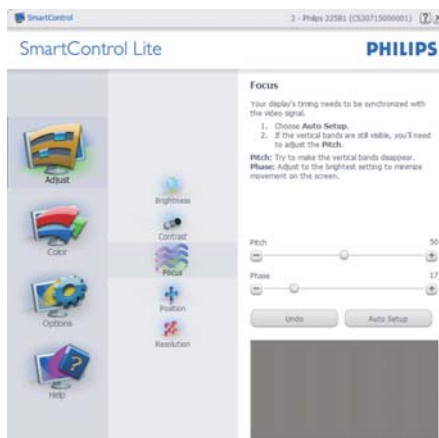 SmartControl
2 - Philips 225B1 (CS30715000001)
SmartControl Lite
PHILIPS
Adjust
Color
Options
Help
Brightness
Contrast
Focus
Position
Resolution
Focus
Your display's timing needs to be synchronized with
the video signal.
1. Choose Auto Setup.
2. If the vertical bands are still visible, you'll need
to adjust the Pitch.
Pitch: Try to make the vertical bands disappear.
Phase: Adjust to the brightest setting to minimize
movement on the screen.
Pitch 50
Phase 17
Undo Auto Setup